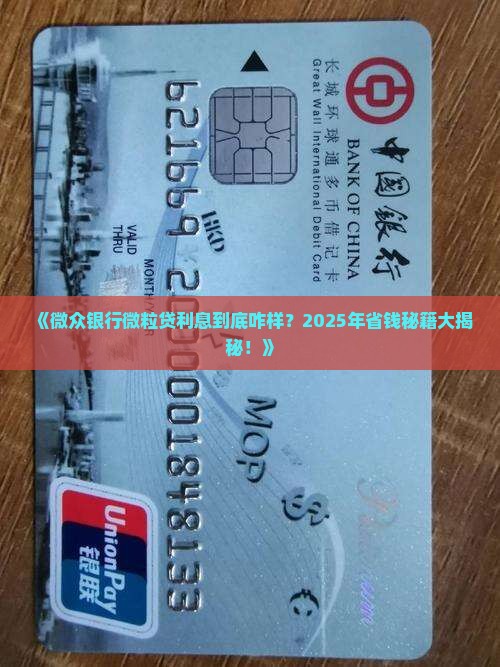 中国银行
BANK OF CHINA
长城环球通多币借记卡
Great Wall International Debit Card
621669
HKD
VALID
THRU
《微众银行微粒贷利息到底咋样？2025年省钱秘籍大揭
秘！》
MOP
$
€
UnionPay
银联